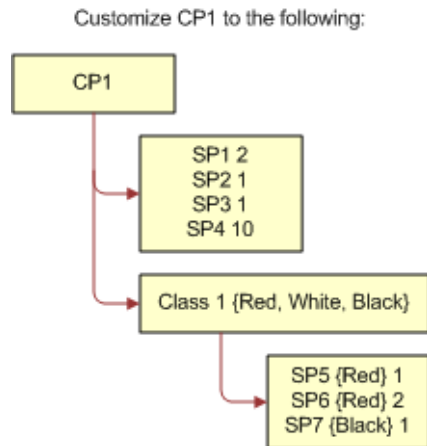 Customize CP1 to the following:
CP1
SP1 2
SP2 1
SP3 1
SP4 10
Class 1 {Red, White, Black}
SP5 {Red} 1
SP6 {Red} 2
SP7 {Black} 1